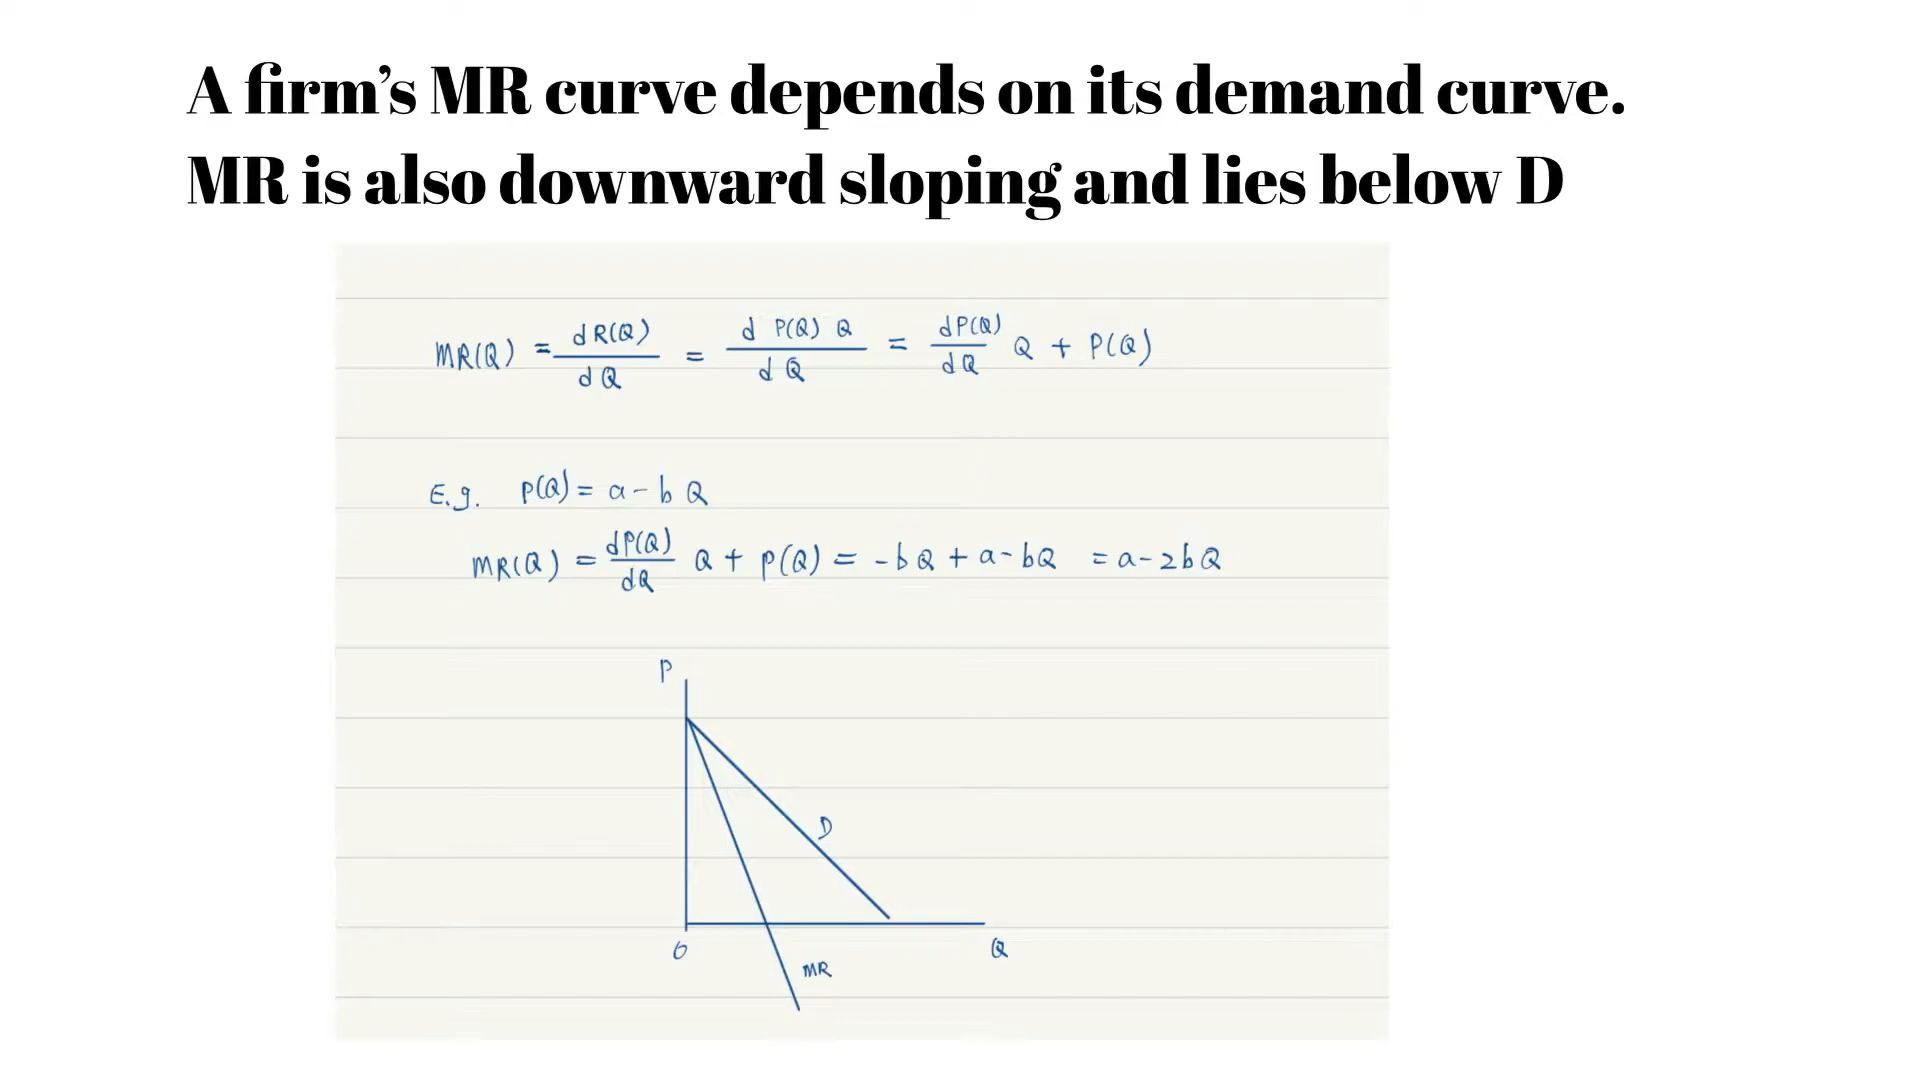 A firm’s MR curve depends on its demand curve.
MR is also downward sloping and lies below D
MR(Q) = dR(Q)/dQ = d P(Q) Q/dQ = dP(Q)/dQ Q + P(Q)
E.g. P(Q) = a - b Q
MR(Q) = dP(Q)/dQ Q + P(Q) = -bQ + a - bQ = a - 2bQ
P
D
0
Q
MR